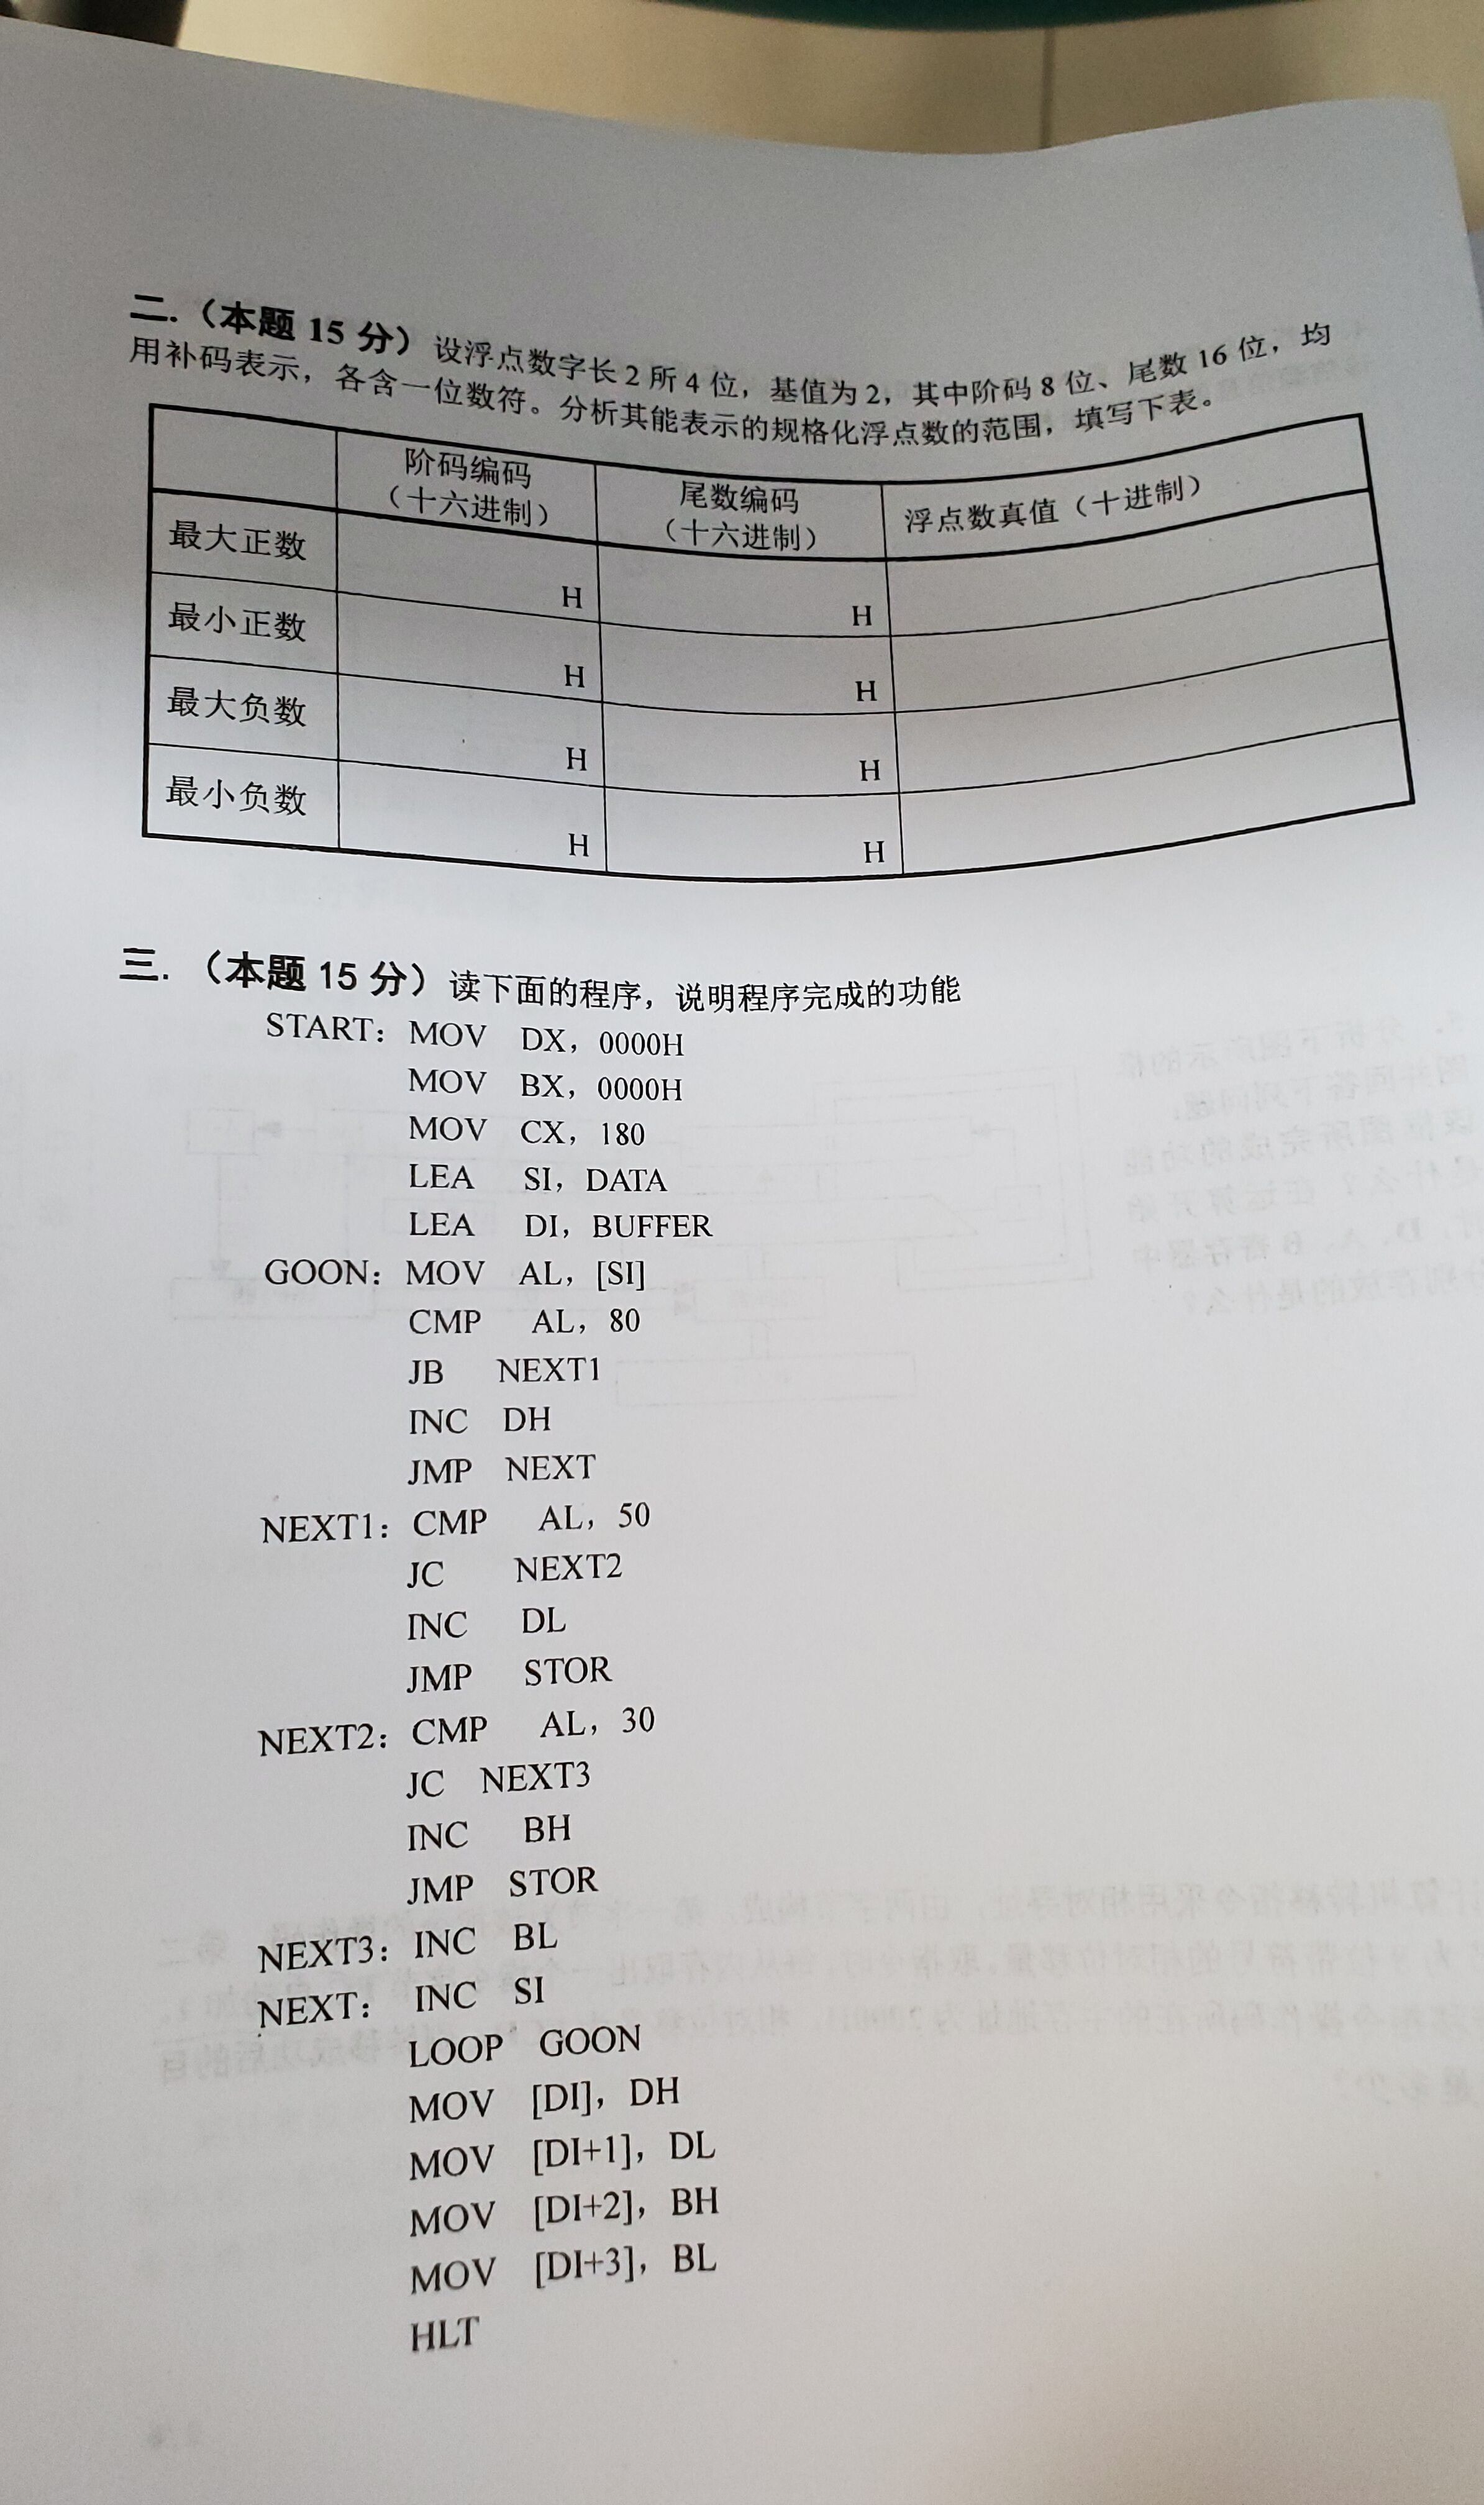 二.（本题 15 分）设浮点数字长 2 所 4 位，基值为 2，其中阶码 8 位、尾数 16 位，均
用补码表示，各含一位数符。分析其能表示的规格化浮点数的范围，填写下表。
阶码编码
（十六进制）
尾数编码
（十六进制）
浮点数真值（十进制）
最大正数
H
H
最小正数
H
H
最大负数
H
H
最小负数
H
H
三.（本题 15 分）读下面的程序，说明程序完成的功能
START： MOV DX，0000H
MOV BX，0000H
MOV CX，180
LEA SI，DATA
LEA DI，BUFFER
GOON： MOV AL，[SI]
CMP AL，80
JB NEXT1
INC DH
JMP NEXT
NEXT1： CMP AL，50
JC NEXT2
INC DL
JMP STOR
NEXT2： CMP AL，30
JC NEXT3
INC BH
JMP STOR
NEXT3： INC BL
NEXT： INC SI
LOOP GOON
MOV [DI]，DH
MOV [DI+1]，DL
MOV [DI+2]，BH
MOV [DI+3]，BL
HLT